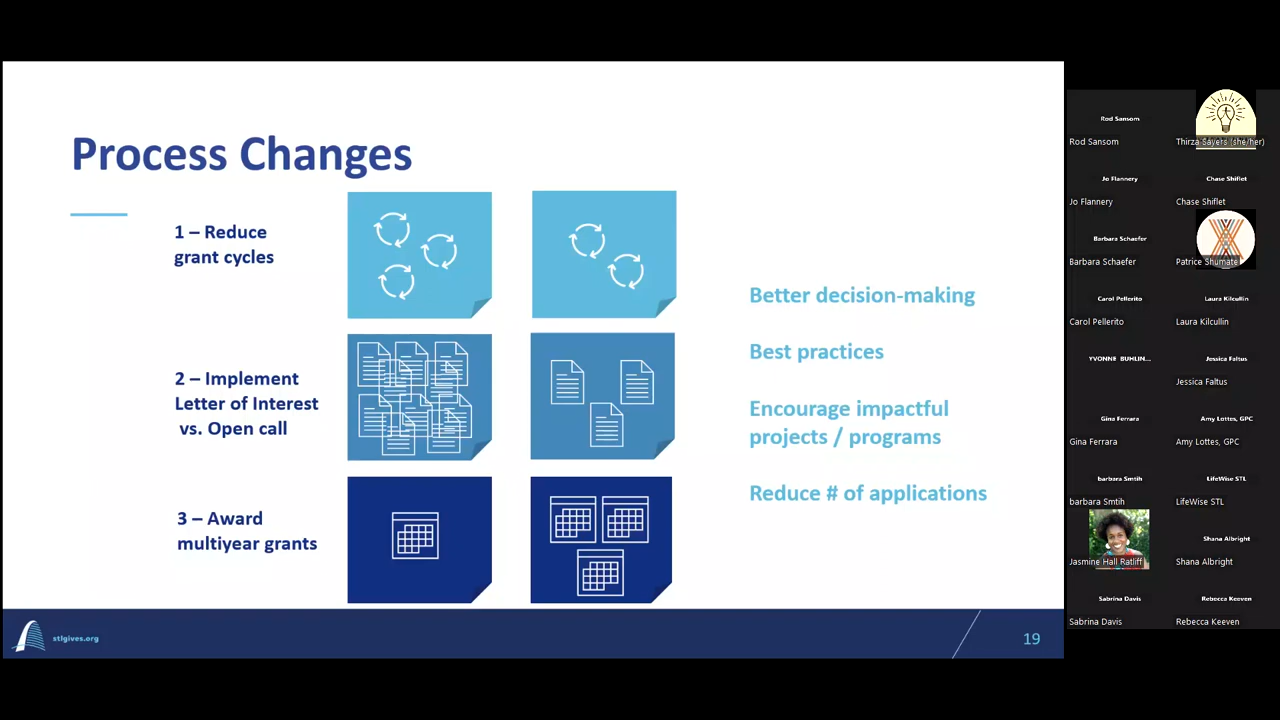 Process Changes
1 – Reduce
grant cycles
2 – Implement
Letter of Interest
vs. Open call
3 – Award
multiyear grants
Better decision-making
Best practices
Encourage impactful
projects / programs
Reduce # of applications
stlgives.org
19
Rod Sansom
Rod Sansom
Thirza Sayers (she/her)
Jo Flannery
Chase Shiflet
Jo Flannery
Chase Shiflet
Barbara Schaefer
Barbara Schaefer
Patrice Shumate
Carol Pellerito
Laura Kilcullin
Carol Pellerito
Laura Kilcullin
YVONNE BUHLIN...
Jessica Faltus
Jessica Faltus
Gina Ferrara
Amy Lottes, GPC
Gina Ferrara
Amy Lottes, GPC
barbara Smtih
LifeWise STL
barbara Smtih
LifeWise STL
Shana Albright
Jasmine Hall Ratliff
Shana Albright
Sabrina Davis
Rebecca Keeven
Sabrina Davis
Rebecca Keeven